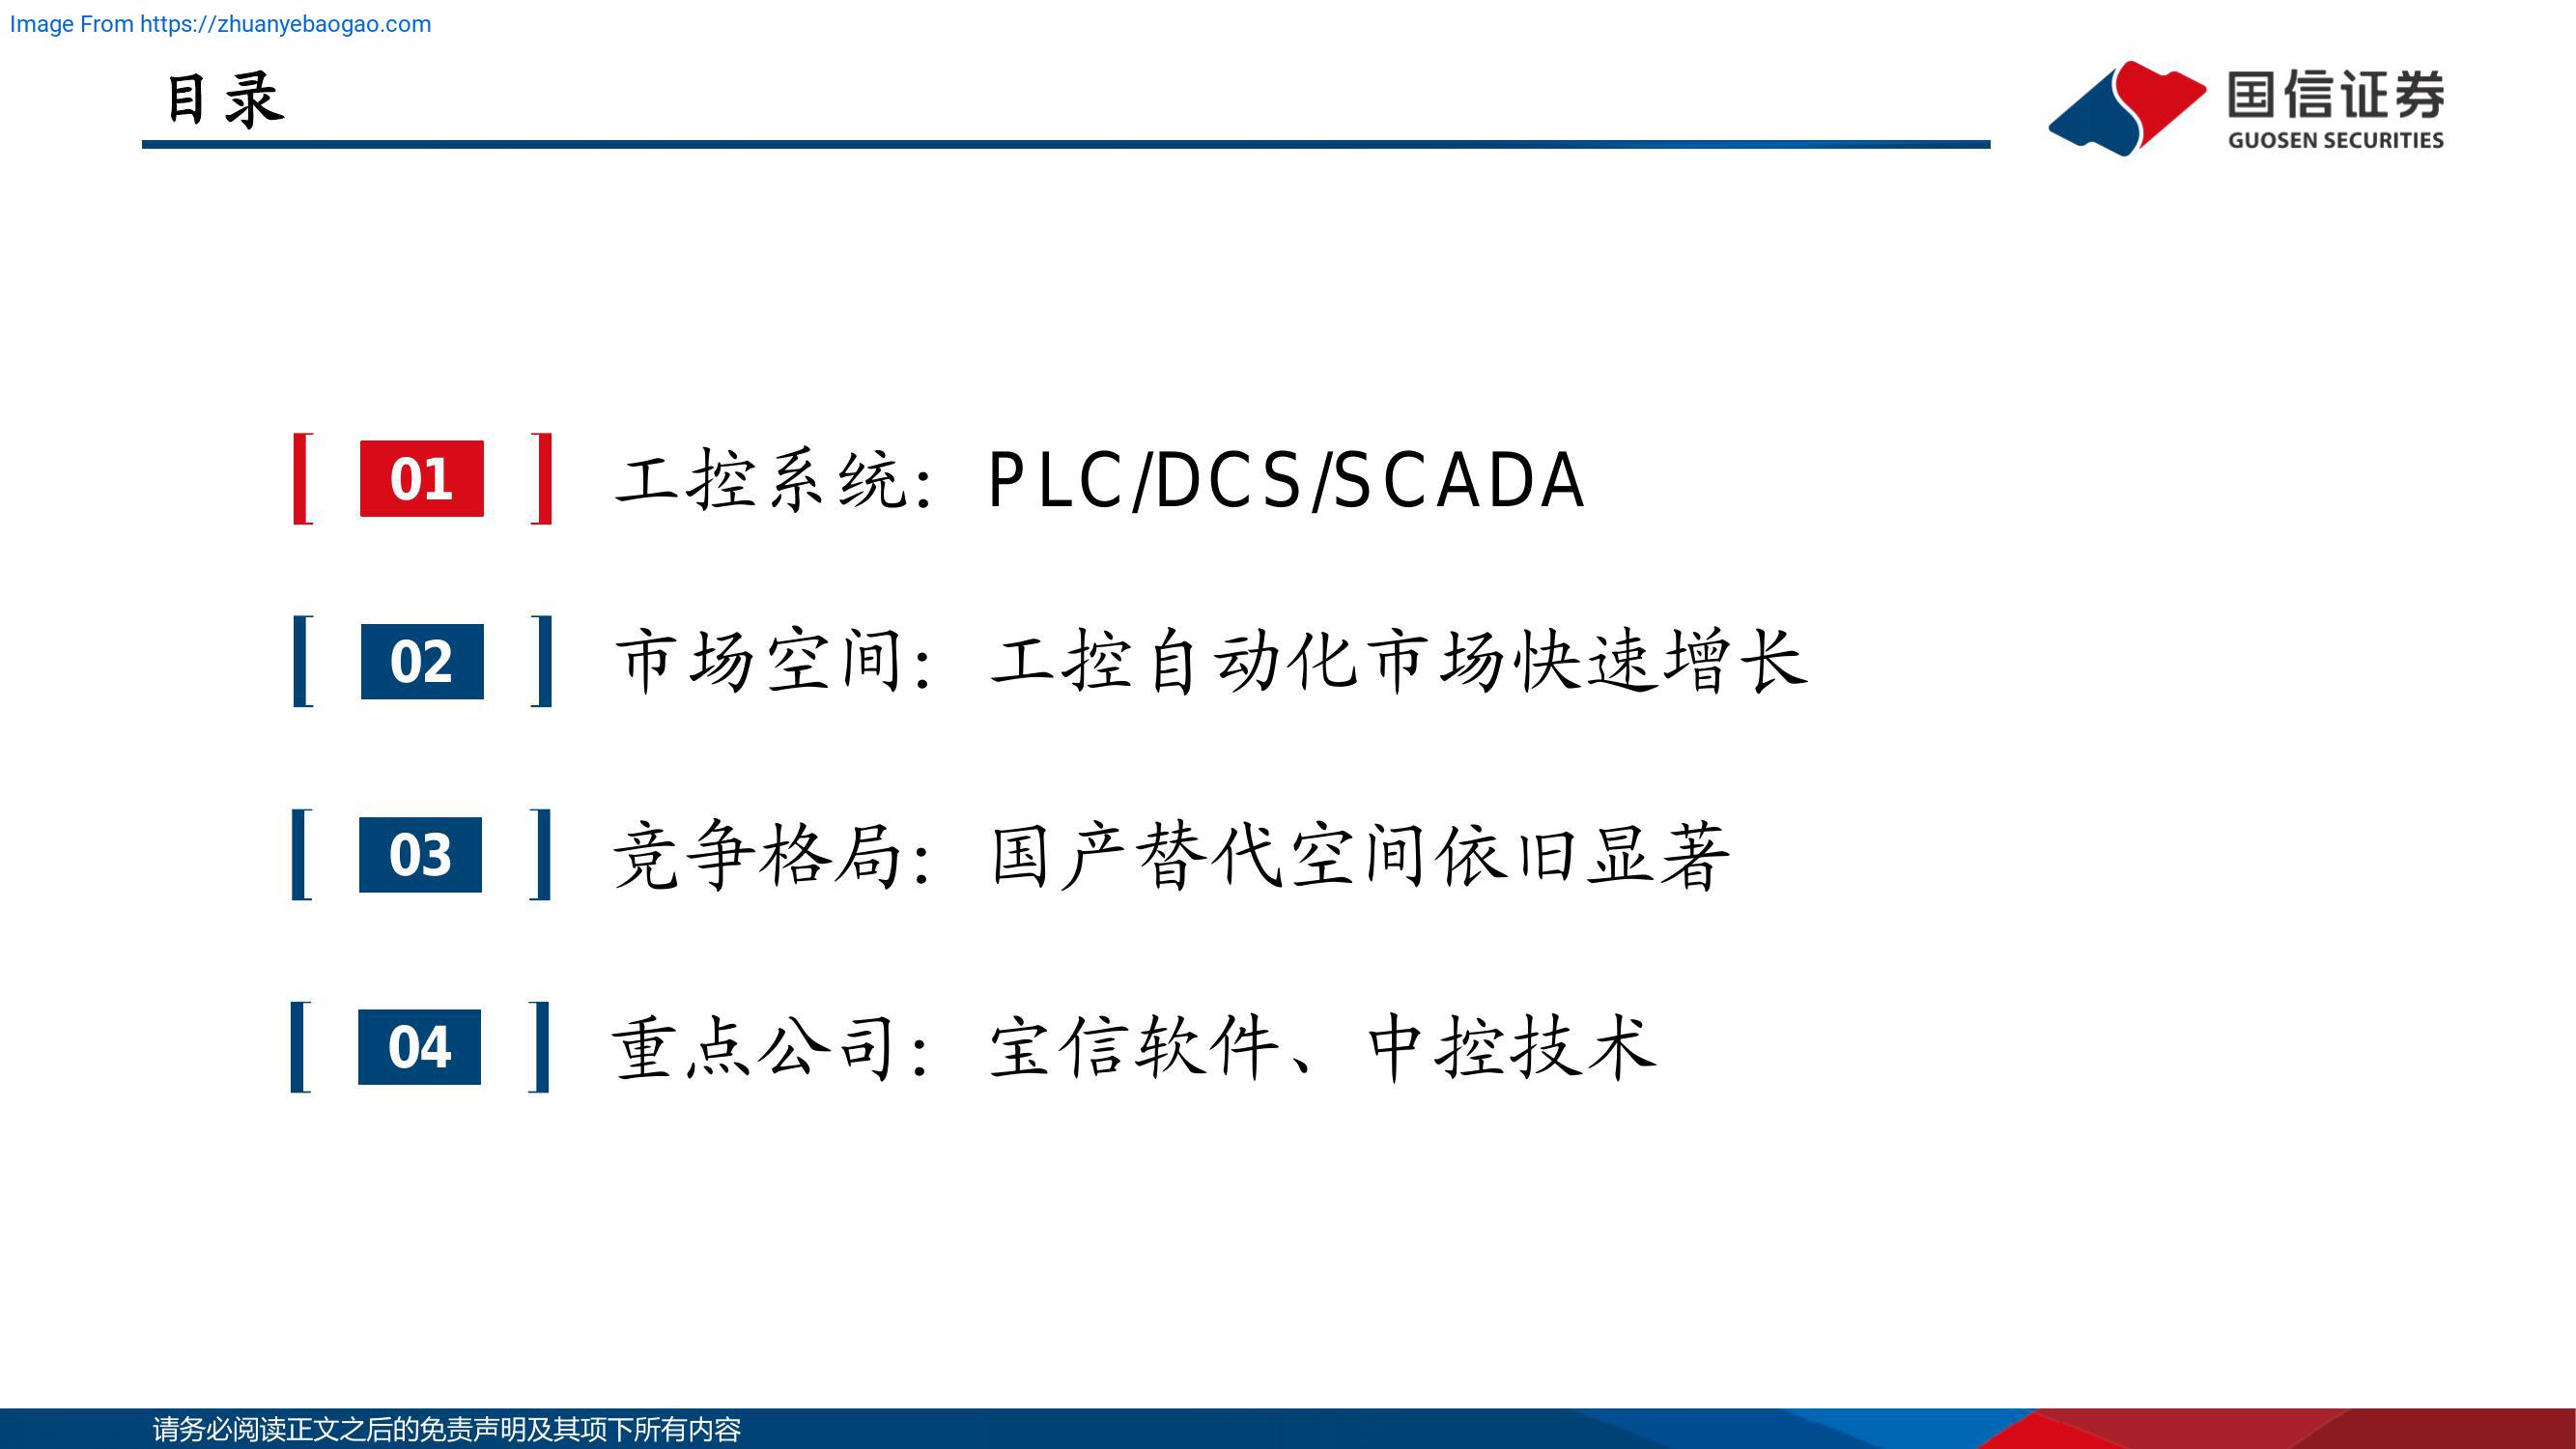 Image From https://zhuanyebaogao.com
目录
国信证券
GUOSEN SECURITIES
01 工控系统：PLC/DCS/SCADA
02 市场空间：工控自动化市场快速增长
03 竞争格局：国产替代空间依旧显著
04 重点公司：宝信软件、中控技术
请务必阅读正文之后的免责声明及其项下所有内容